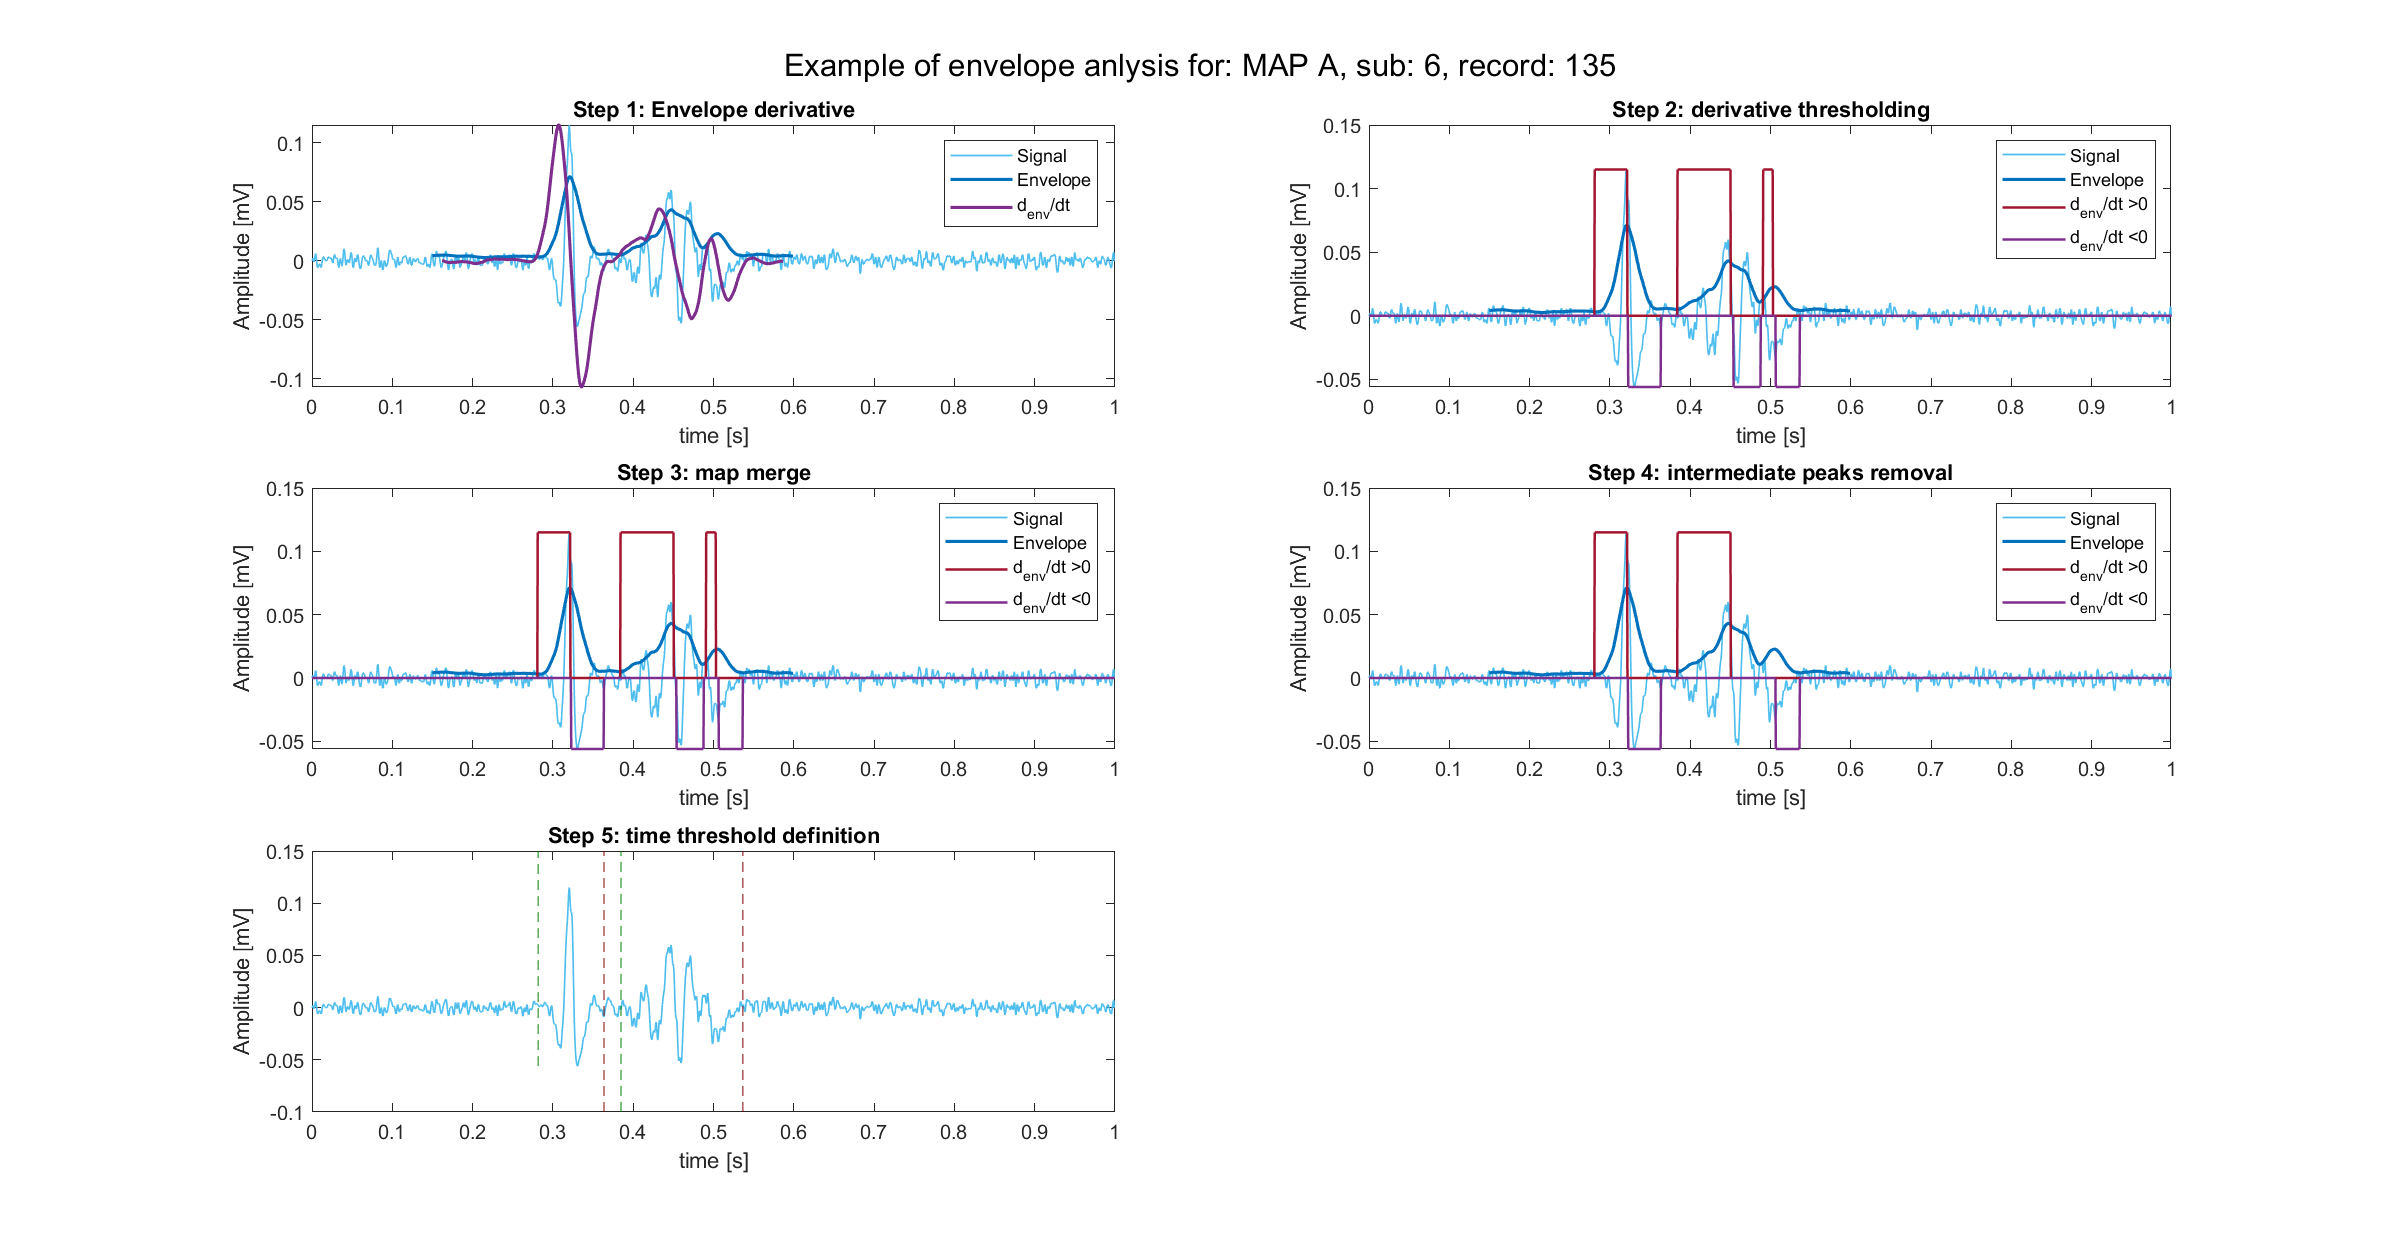 Example of envelope anlysis for: MAP A, sub: 6, record: 135
Step 1: Envelope derivative
Amplitude [mV]
0.1
0.05
0
-0.05
-0.1
Signal
Envelope
d_env/dt
0 0.1 0.2 0.3 0.4 0.5 0.6 0.7 0.8 0.9 1
time [s]
Step 2: derivative thresholding
Amplitude [mV]
0.15
0.1
0.05
0
-0.05
Signal
Envelope
d_env/dt >0
d_env/dt <0
0 0.1 0.2 0.3 0.4 0.5 0.6 0.7 0.8 0.9 1
time [s]
Step 3: map merge
Amplitude [mV]
0.15
0.1
0.05
0
-0.05
Signal
Envelope
d_env/dt >0
d_env/dt <0
0 0.1 0.2 0.3 0.4 0.5 0.6 0.7 0.8 0.9 1
time [s]
Step 4: intermediate peaks removal
Amplitude [mV]
0.15
0.1
0.05
0
-0.05
Signal
Envelope
d_env/dt >0
d_env/dt <0
0 0.1 0.2 0.3 0.4 0.5 0.6 0.7 0.8 0.9 1
time [s]
Step 5: time threshold definition
Amplitude [mV]
0.15
0.1
0.05
0
-0.05
-0.1
0 0.1 0.2 0.3 0.4 0.5 0.6 0.7 0.8 0.9 1
time [s]